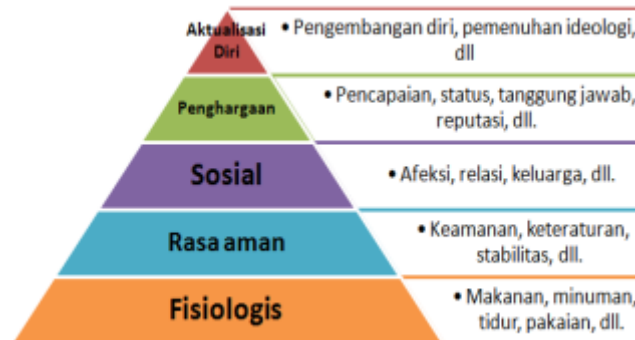 Aktualisasi
Diri
• Pengembangan diri, pemenuhan ideologi,
dll
Penghargaan
• Pencapaian, status, tanggung jawab,
reputasi, dll.
Sosial
• Afeksi, relasi, keluarga, dll.
Rasa aman
• Keamanan, keteraturan,
stabilitas, dll.
Fisiologis
• Makanan, minuman,
tidur, pakaian, dll.